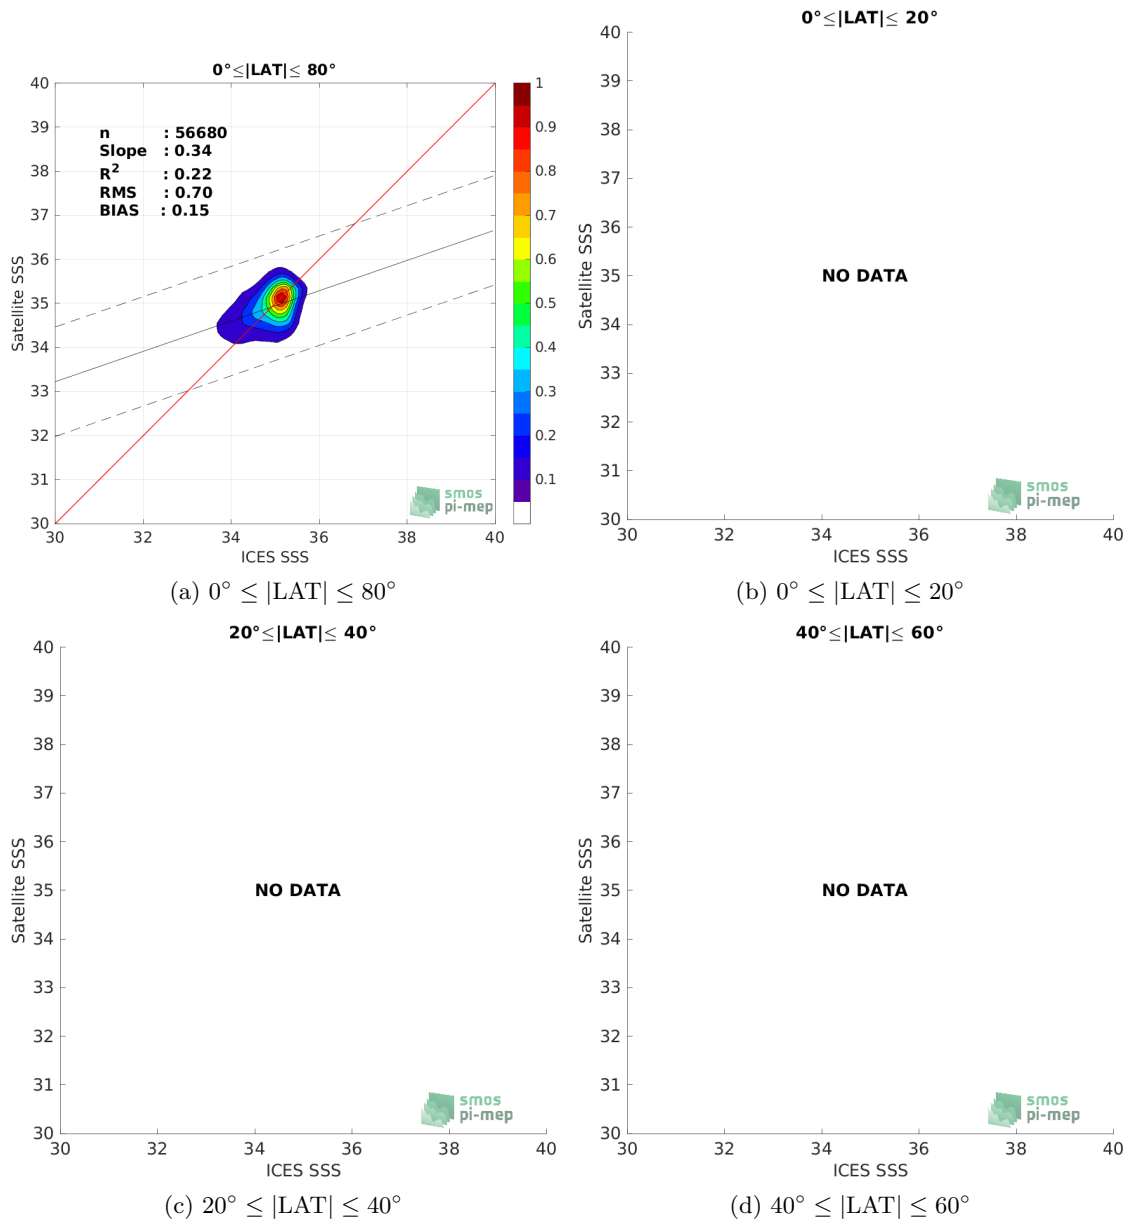 0°≤|LAT|≤ 80°
40
39
38
37
36
35
34
33
32
31
30
30 32 34 36 38 40
Satellite SSS
ICES SSS
n : 56680
Slope : 0.34
R² : 0.22
RMS : 0.70
BIAS : 0.15
1
0.9
0.8
0.7
0.6
0.5
0.4
0.3
0.2
0.1
smos
pi-mep
(a) 0° ≤ |LAT| ≤ 80°
0°≤|LAT|≤ 20°
40
39
38
37
36
35
34
33
32
31
30
30 32 34 36 38 40
Satellite SSS
ICES SSS
NO DATA
smos
pi-mep
(b) 0° ≤ |LAT| ≤ 20°
20°≤|LAT|≤ 40°
40
39
38
37
36
35
34
33
32
31
30
30 32 34 36 38 40
Satellite SSS
ICES SSS
NO DATA
smos
pi-mep
(c) 20° ≤ |LAT| ≤ 40°
40°≤|LAT|≤ 60°
40
39
38
37
36
35
34
33
32
31
30
30 32 34 36 38 40
Satellite SSS
ICES SSS
NO DATA
smos
pi-mep
(d) 40° ≤ |LAT| ≤ 60°